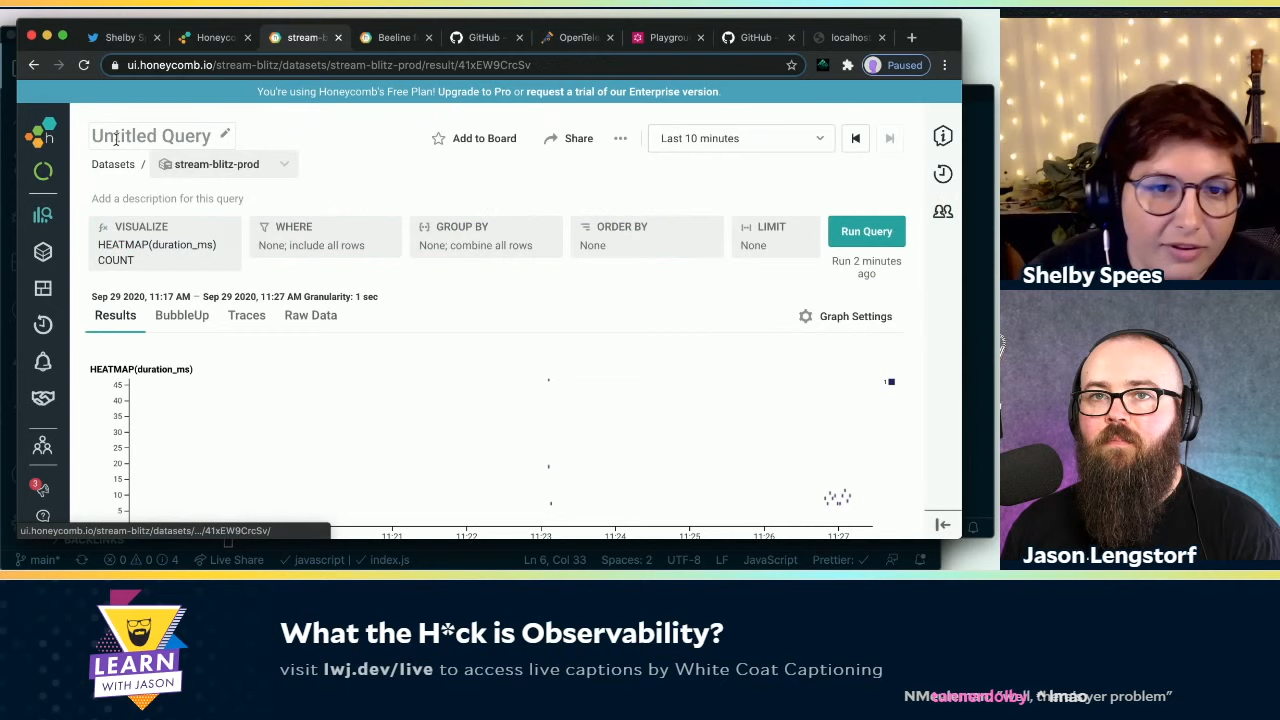 Shelby S
Honeyco
stream-b
Beeline f
GitHub
OpenTele
Playgrou
GitHub -
localhos
ui.honeycomb.io/stream-blitz/datasets/stream-blitz-prod/result/41xEW9CrcSv
Paused
You're using Honeycomb's Free Plan! Upgrade to Pro or request a trial of our Enterprise version.
Untitled Query
Add to Board
Share
Last 10 minutes
Datasets / stream-blitz-prod
Add a description for this query
VISUALIZE
HEATMAP(duration_ms)
COUNT
WHERE
None; include all rows
GROUP BY
None; combine all rows
ORDER BY
None
LIMIT
None
Run Query
Run 2 minutes
ago
Sep 29 2020, 11:17 AM – Sep 29 2020, 11:27 AM Granularity: 1 sec
Results BubbleUp Traces Raw Data
Graph Settings
HEATMAP(duration_ms)
45
40
35
30
25
20
15
10
5
1
11:21 11:22 11:23 11:24 11:25 11:26 11:27
3
ui.honeycomb.io/stream-blitz/datasets/.../41xEW9CrcSv/
BACKLINKS
main* 0 0 4 Live Share javascript | index.js Ln 6, Col 33 Spaces: 2 UTF-8 LF JavaScript Prettier:
Shelby Spees
Jason Lengstorf
LEARN
WITH JASON
What the H*ck is Observability?
visit lwj.dev/live to access live captions by White Coat Captioning
lmao
yer problem"